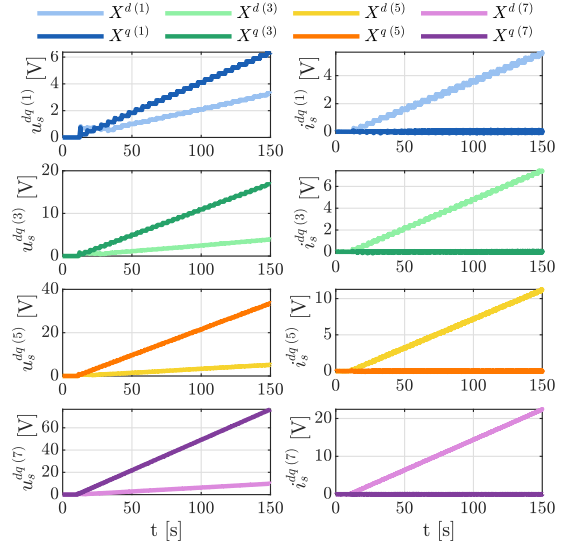 X^{d (1)} X^{d (3)} X^{d (5)} X^{d (7)}
X^{q (1)} X^{q (3)} X^{q (5)} X^{q (7)}
u_s^{dq (1)} [V]
6
4
2
0
0 50 100 150
i_s^{dq (1)} [V]
4
2
0
0 50 100 150
u_s^{dq (3)} [V]
20
10
0
0 50 100 150
i_s^{dq (3)} [V]
6
4
2
0
0 50 100 150
u_s^{dq (5)} [V]
40
20
0
0 50 100 150
i_s^{dq (5)} [V]
10
5
0
0 50 100 150
u_s^{dq (7)} [V]
60
40
20
0
0 50 100 150
t [s]
i_s^{dq (7)} [V]
20
10
0
0 50 100 150
t [s]